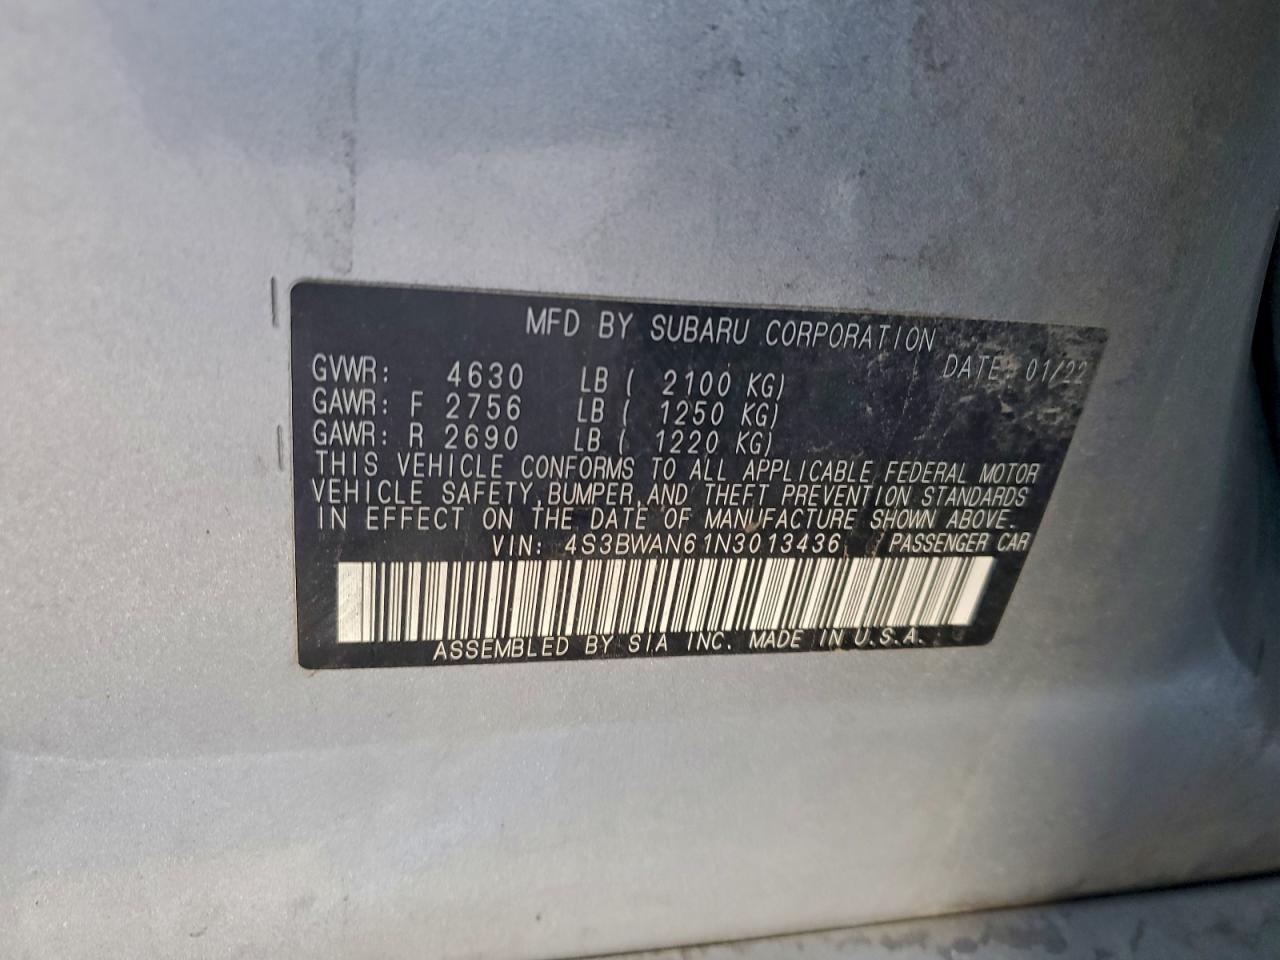 MFD BY SUBARU CORPORATION
DATE: 01/22
GVWR: 4630 LB ( 2100 KG)
GAWR: F 2756 LB ( 1250 KG)
GAWR: R 2690 LB ( 1220 KG)
THIS VEHICLE CONFORMS TO ALL APPLICABLE FEDERAL MOTOR
VEHICLE SAFETY, BUMPER, AND THEFT PREVENTION STANDARDS
IN EFFECT ON THE DATE OF MANUFACTURE SHOWN ABOVE.
VIN: 4S3BWAN61N3013436 PASSENGER CAR
ASSEMBLED BY SIA INC. MADE IN U.S.A.